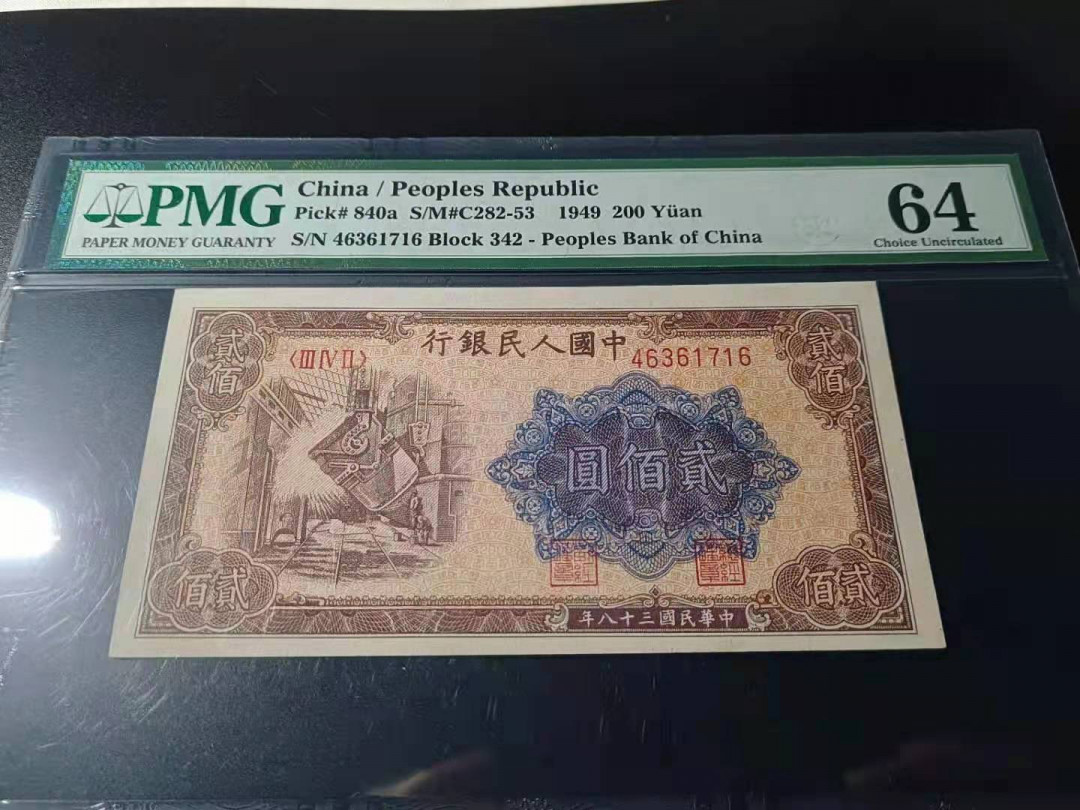 PMG
PAPER MONEY GUARANTY
China / Peoples Republic
Pick# 840a S/M#C282-53 1949 200 Yüan
S/N 46361716 Block 342 - Peoples Bank of China
64
Choice Uncirculated
行銀民人國中
〈III IV II〉
46361716
貳佰
貳佰
圓佰貳
佰貳
佰貳
年八十三國民華中